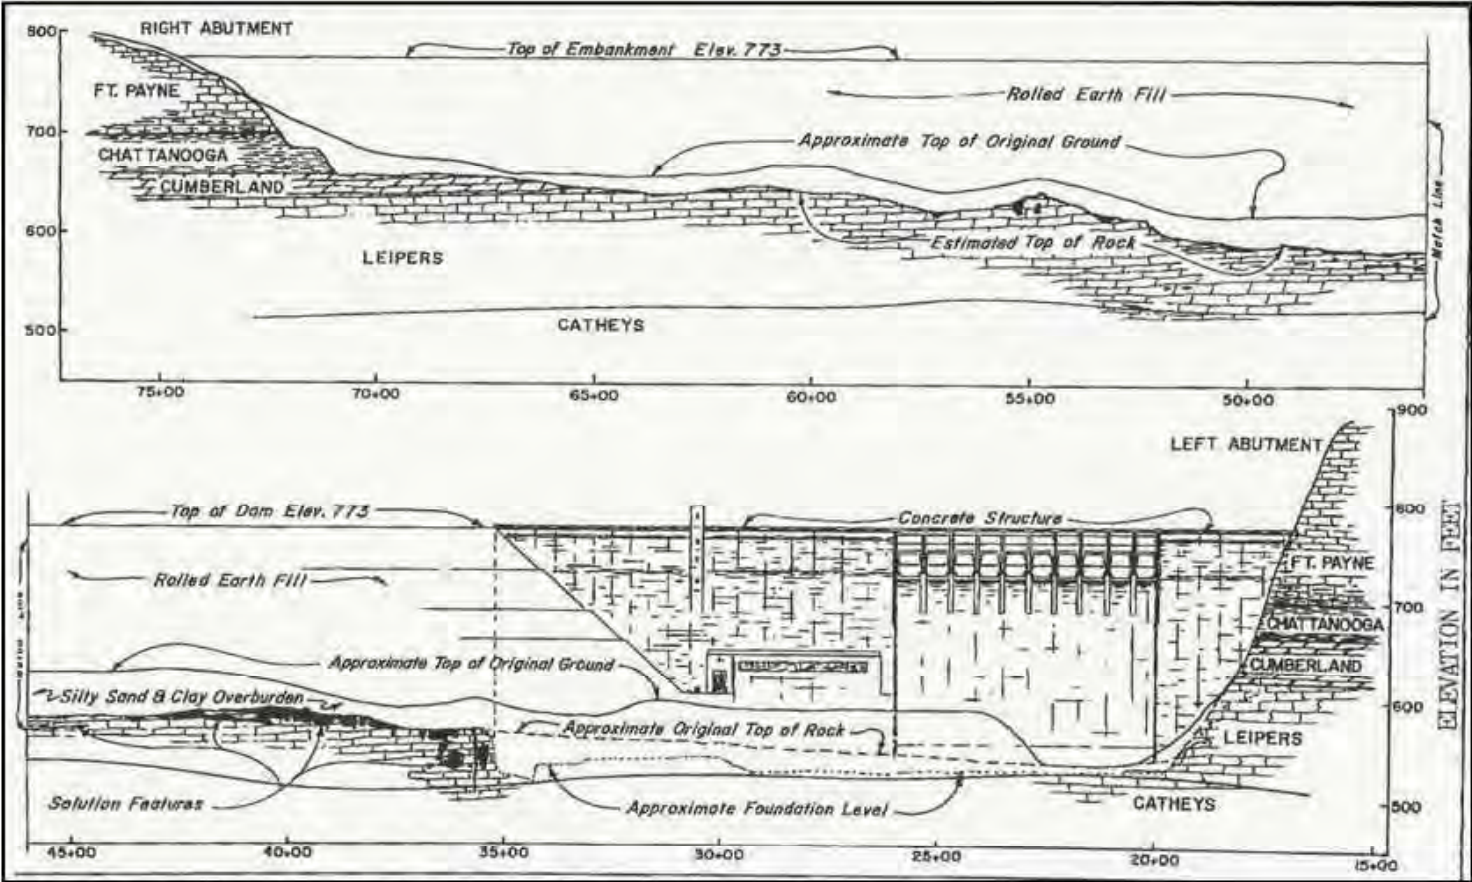 800
RIGHT ABUTMENT
Top of Embankment Elev. 773
FT. PAYNE
Rolled Earth Fill
700
Approximate Top of Original Ground
CHATTANOOGA
CUMBERLAND
Match Line
600
Estimated Top of Rock
LEIPERS
500
CATHEYS
75+00 70+00 65+00 60+00 55+00 50+00
900
LEFT ABUTMENT
Top of Dam Elev. 773
Concrete Structure
800
Rolled Earth Fill
FT. PAYNE
700
CHATTANOOGA
Approximate Top of Original Ground
CUMBERLAND
Silty Sand & Clay Overburden
600
Approximate Original Top of Rock
LEIPERS
Solution Features
Approximate Foundation Level
CATHEYS
500
ELEVATION IN FEET
45+00 40+00 35+00 30+00 25+00 20+00 15+00